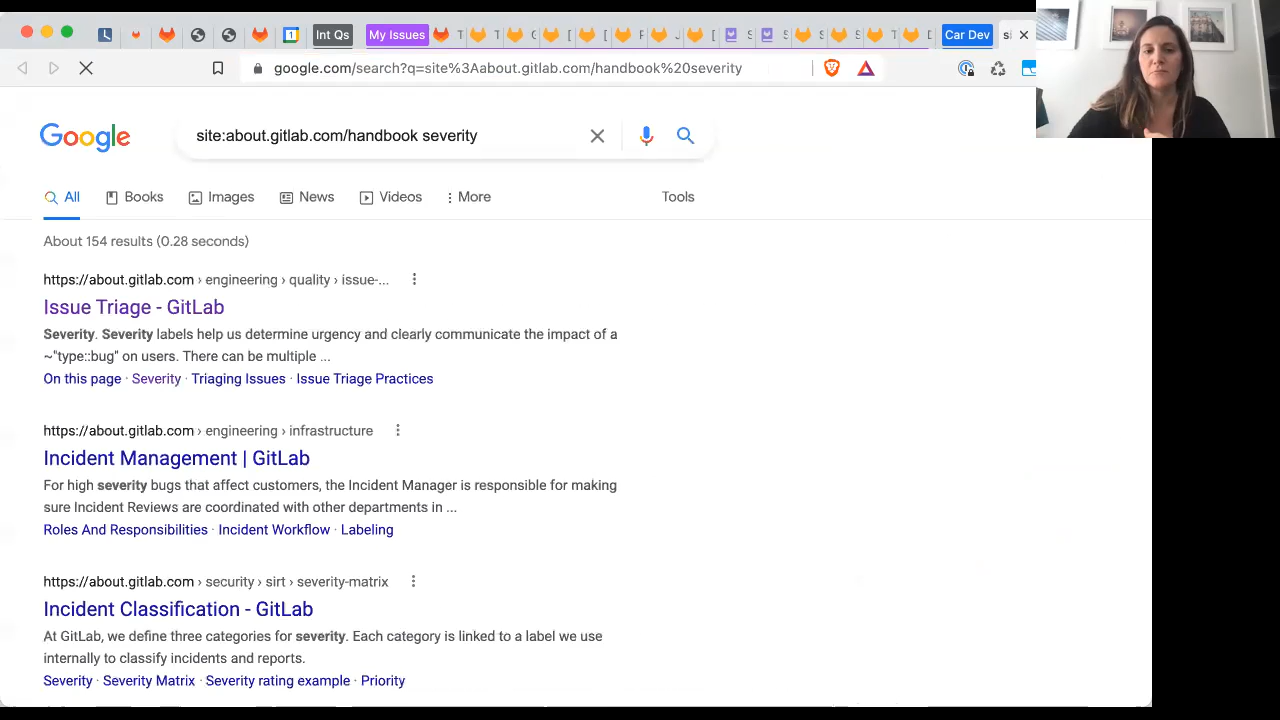 Int Qs
My Issues
Car Dev
google.com/search?q=site%3Aabout.gitlab.com/handbook%20severity
Google
site:about.gitlab.com/handbook severity
All
Books
Images
News
Videos
More
Tools
About 154 results (0.28 seconds)
https://about.gitlab.com › engineering › quality › issue-...
Issue Triage - GitLab
Severity. Severity labels help us determine urgency and clearly communicate the impact of a
~"type::bug" on users. There can be multiple ...
On this page · Severity · Triaging Issues · Issue Triage Practices
https://about.gitlab.com › engineering › infrastructure
Incident Management | GitLab
For high severity bugs that affect customers, the Incident Manager is responsible for making
sure Incident Reviews are coordinated with other departments in ...
Roles And Responsibilities · Incident Workflow · Labeling
https://about.gitlab.com › security › sirt › severity-matrix
Incident Classification - GitLab
At GitLab, we define three categories for severity. Each category is linked to a label we use
internally to classify incidents and reports.
Severity · Severity Matrix · Severity rating example · Priority